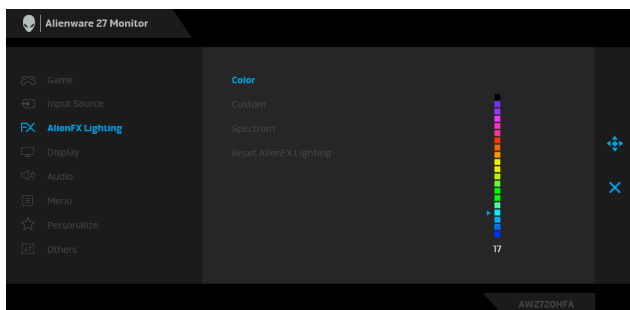 Alienware 27 Monitor
Game
Input Source
FX AlienFX Lighting
Display
Audio
Menu
Personalize
Others
Color
Custom
Spectrum
Reset AlienFX Lighting
17
AW2720HFA